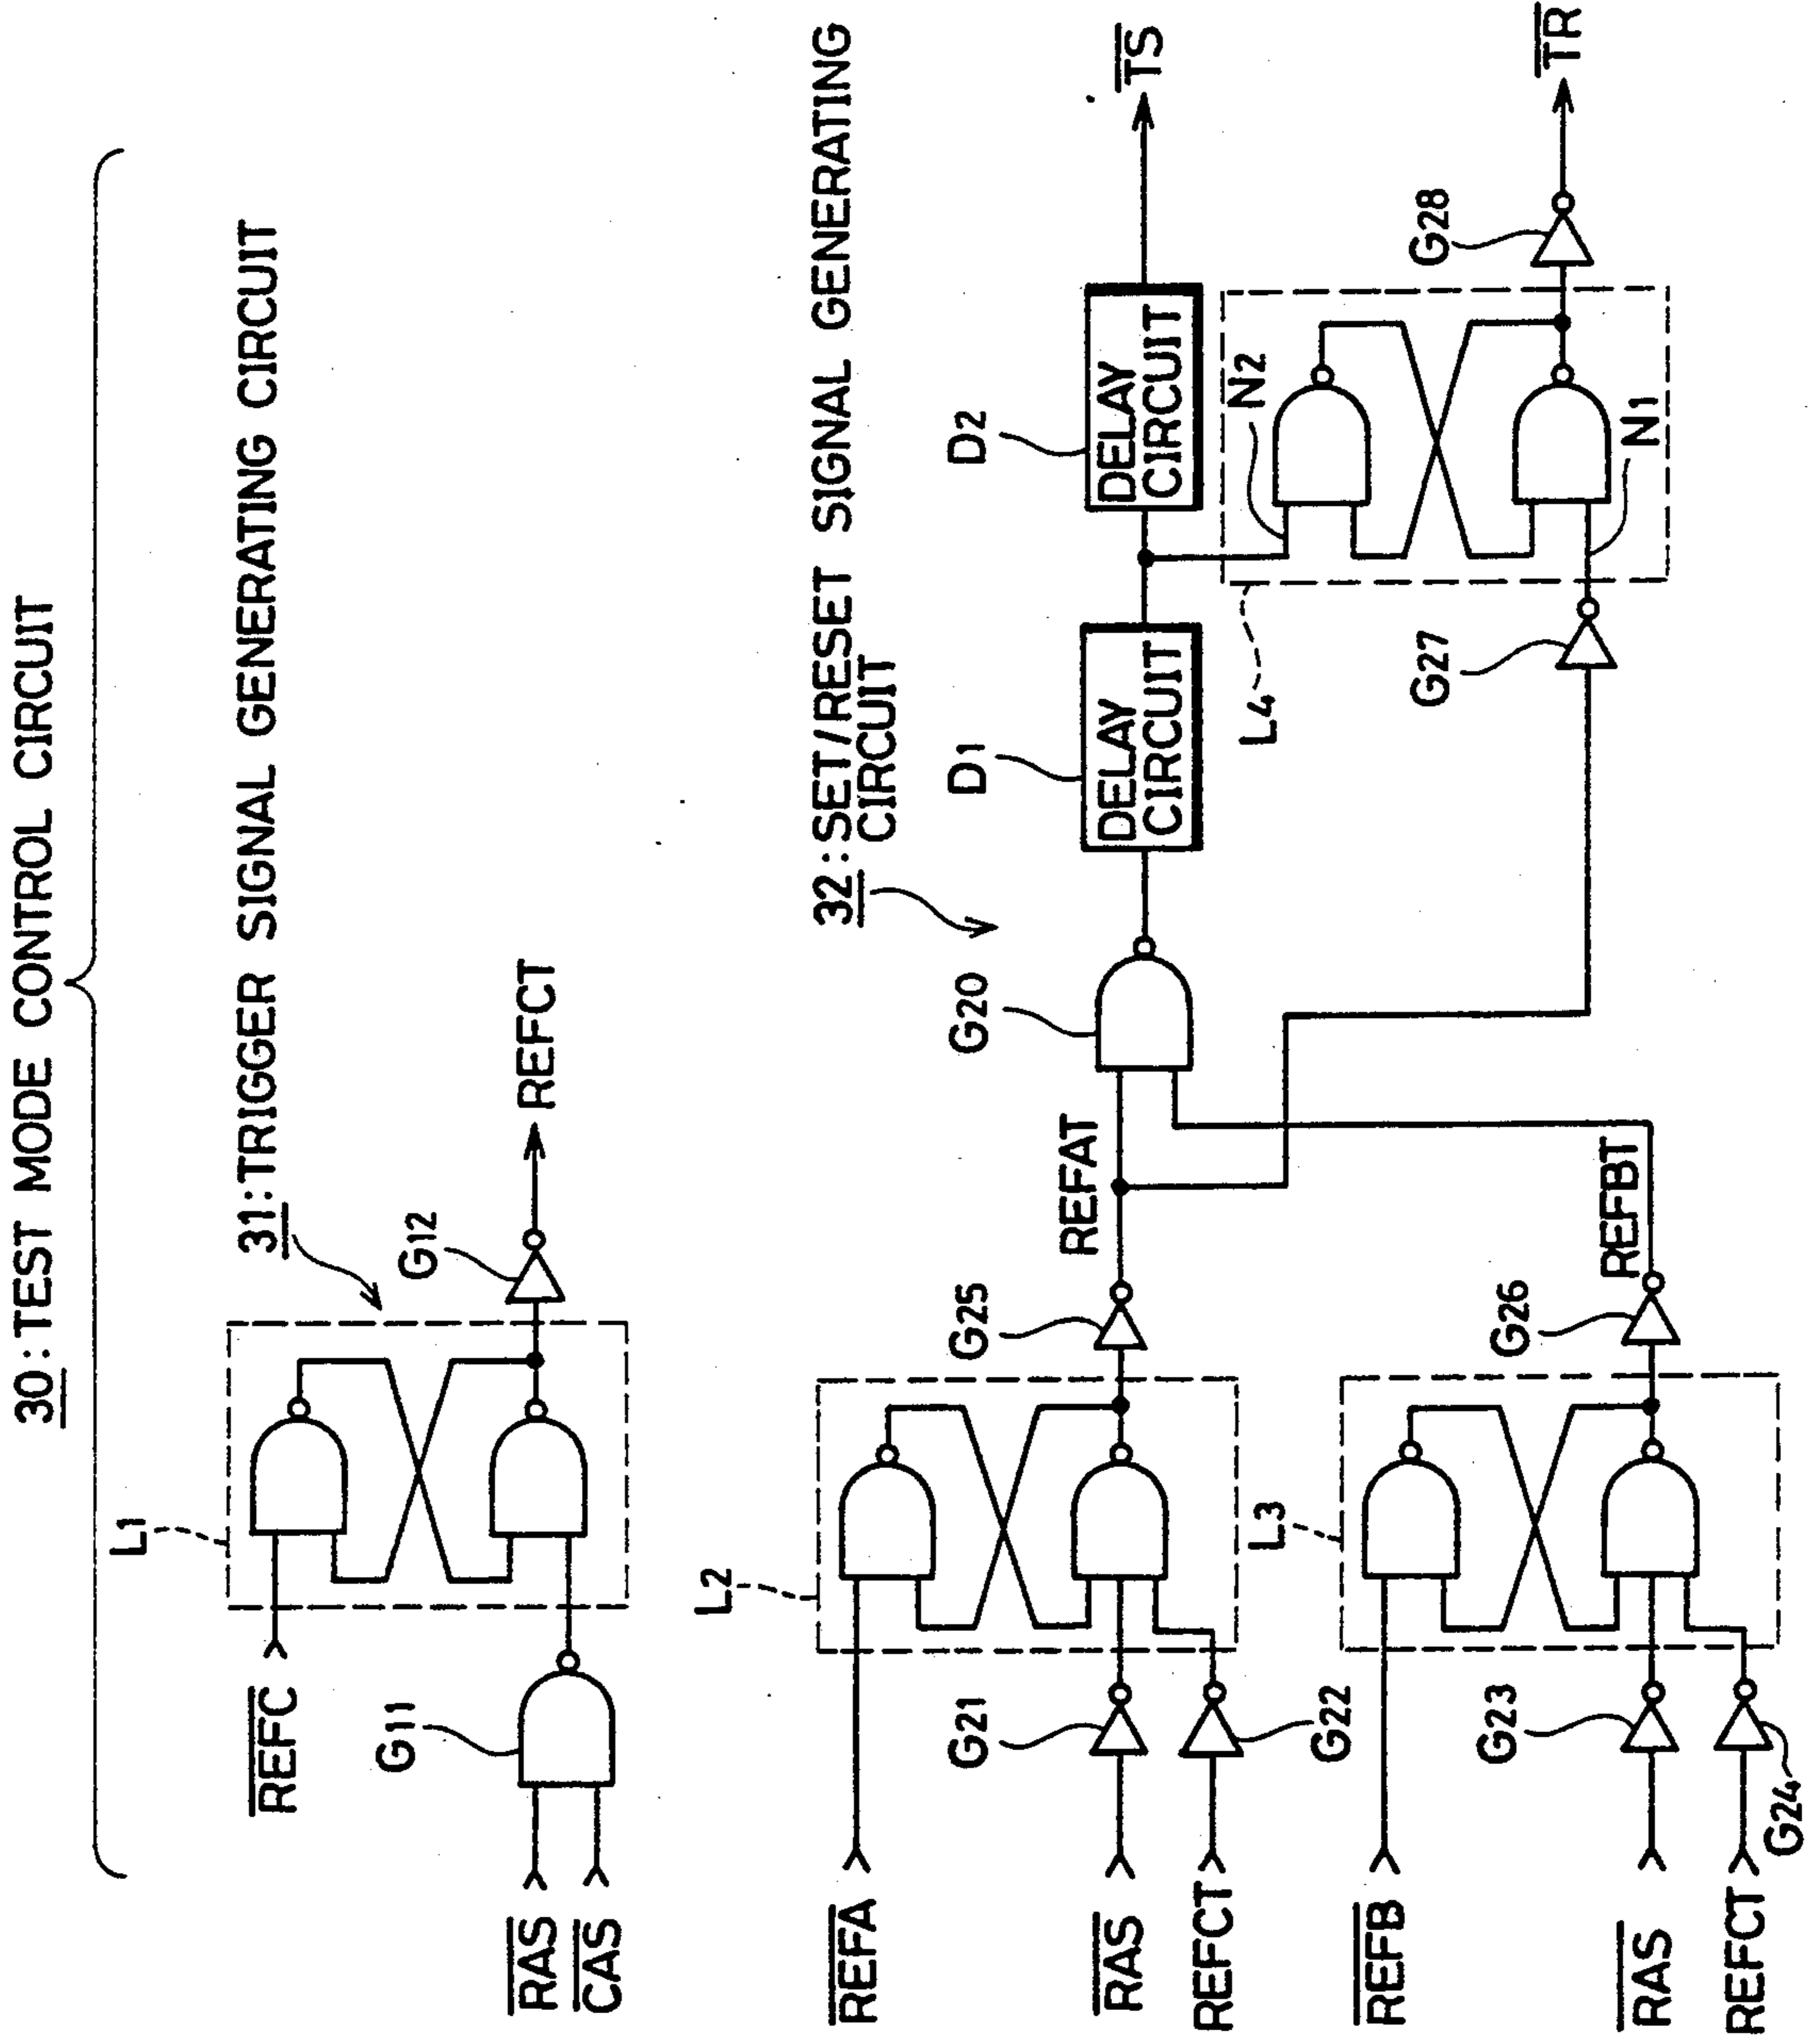 30:TEST MODE CONTROL CIRCUIT
31:TRIGGER SIGNAL GENERATING CIRCUIT
L1
REFC
G11
RAS
CAS
G12
REFCT
32:SET/RESET SIGNAL GENERATING
CIRCUIT
L2
REFA
G21
RAS
REFCT
G22
G25
REFAT
G20
D1
DELAY
CIRCUIT
D2
DELAY
CIRCUIT
TS
L3
REFB
G23
RAS
REFCT
G24
G26
REFBT
L4
G27
N2
N1
G28
TR